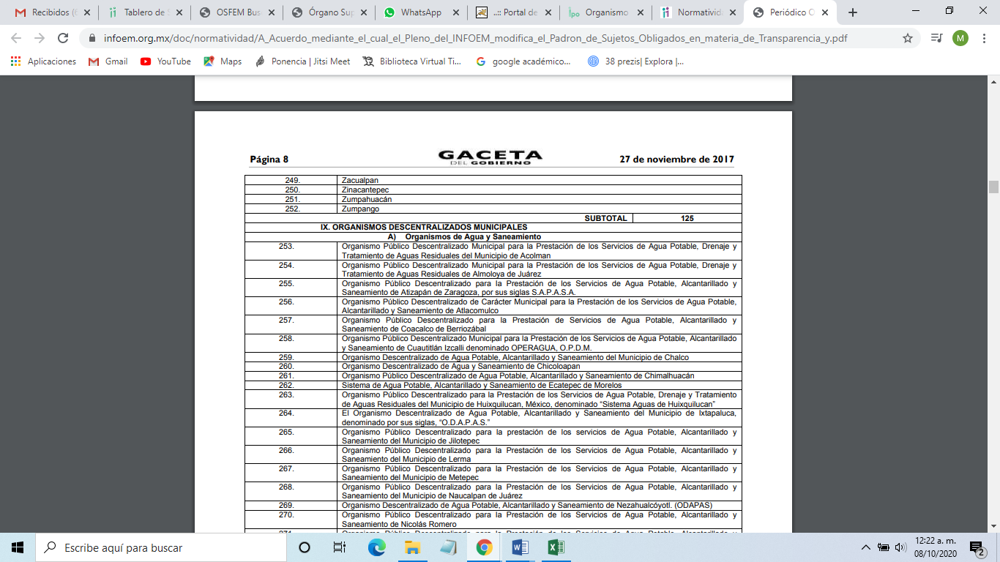 Recibidos (6
Tablero de S
OSFEM Bus
Órgano Sup
WhatsApp
..:: Portal de
Organismo
Normativida
Periódico O
infoem.org.mx/doc/normatividad/A_Acuerdo_mediante_el_cual_el_Pleno_del_INFOEM_modifica_el_Padron_de_Sujetos_Obligados_en_materia_de_Transparencia_y.pdf
M
Aplicaciones
Gmail
YouTube
Maps
Ponencia | Jitsi Meet
Biblioteca Virtual Ti...
google académico...
38 prezis| Explora |...
Página 8
GACETA
DEL GOBIERNO
27 de noviembre de 2017
249. Zacualpan
250. Zinacantepec
251. Zumpahuacán
252. Zumpango
SUBTOTAL 125
IX. ORGANISMOS DESCENTRALIZADOS MUNICIPALES
A) Organismos de Agua y Saneamiento
253. Organismo Público Descentralizado Municipal para la Prestación de los Servicios de Agua Potable, Drenaje y
Tratamiento de Aguas Residuales del Municipio de Acolman
254. Organismo Público Descentralizado Municipal para la Prestación de los Servicios de Agua Potable, Drenaje y
Tratamiento de Aguas Residuales de Almoloya de Juárez
255. Organismo Público Descentralizado para la Prestación de los Servicios de Agua Potable, Alcantarillado y
Saneamiento de Atizapán de Zaragoza, por sus siglas S.A.P.A.S.A.
256. Organismo Público Descentralizado de Carácter Municipal para la Prestación de los Servicios de Agua Potable,
Alcantarillado y Saneamiento de Atlacomulco
257. Organismo Público Descentralizado para la Prestación de Servicios de Agua Potable, Alcantarillado y
Saneamiento de Coacalco de Berriozábal
258. Organismo Público Descentralizado Municipal para la Prestación de los Servicios de Agua Potable, Alcantarillado
y Saneamiento de Cuautitlán Izcalli denominado OPERAGUA, O.P.D.M.
259. Organismo Descentralizado de Agua Potable, Alcantarillado y Saneamiento del Municipio de Chalco
260. Organismo Descentralizado de Agua y Saneamiento de Chicoloapan
261. Organismo Público Descentralizado de Agua Potable, Alcantarillado y Saneamiento de Chimalhuacán
262. Sistema de Agua Potable, Alcantarillado y Saneamiento de Ecatepec de Morelos
263. Organismo Público Descentralizado para la Prestación de los Servicios de Agua Potable, Drenaje y Tratamiento
de Aguas Residuales del Municipio de Huixquilucan, México, denominado “Sistema Aguas de Huixquilucan”
264. El Organismo Descentralizado de Agua Potable, Alcantarillado y Saneamiento del Municipio de Ixtapaluca,
denominado por sus siglas, “O.D.A.P.A.S.”
265. Organismo Público Descentralizado para la prestación de los servicios de Agua Potable, Alcantarillado y
Saneamiento del Municipio de Jilotepec
266. Organismo Público Descentralizado para la Prestación de los Servicios de Agua Potable, Alcantarillado y
Saneamiento del Municipio de Lerma
267. Organismo Público Descentralizado para la Prestación de los Servicios de Agua Potable, Alcantarillado y
Saneamiento del Municipio de Metepec
268. Organismo Público Descentralizado para la Prestación de los Servicios de Agua Potable, Alcantarillado y
Saneamiento del Municipio de Naucalpan de Juárez
269. Organismo Descentralizado de Agua Potable, Alcantarillado y Saneamiento de Nezahualcóyotl. (ODAPAS)
270. Organismo Público Descentralizado para la Prestación de los Servicios de Agua Potable, Alcantarillado y
Saneamiento de Nicolás Romero
Escribe aquí para buscar
12:22 a. m.
08/10/2020
2